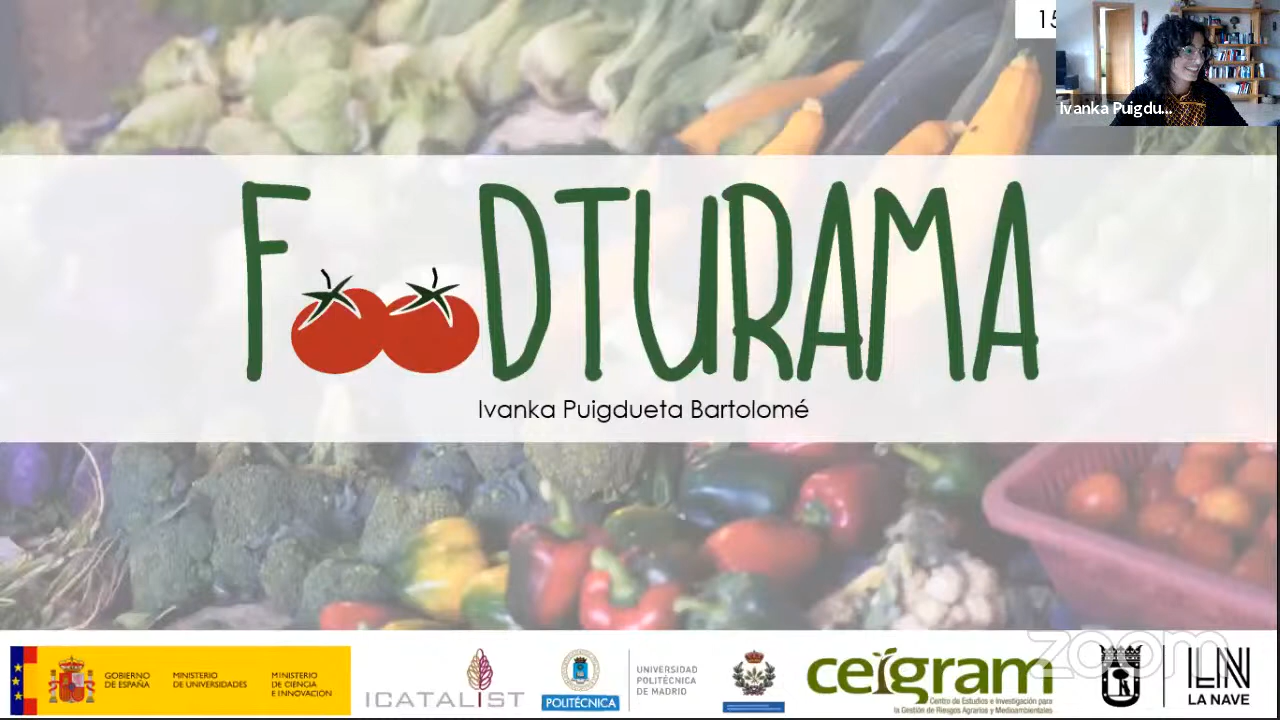 15
Ivanka Puigdu...
FOODTURAMA
Ivanka Puigdueta Bartolomé
GOBIERNO
DE ESPAÑA
MINISTERIO
DE UNIVERSIDADES
MINISTERIO
DE CIENCIA
E INNOVACIÓN
ICATALIST
POLITÉCNICA
UNIVERSIDAD
POLITÉCNICA
DE MADRID
ceigram
Centro de Estudios e Investigación para
la Gestión de Riesgos Agrarios y Medioambientales
zoom
LN
LA NAVE